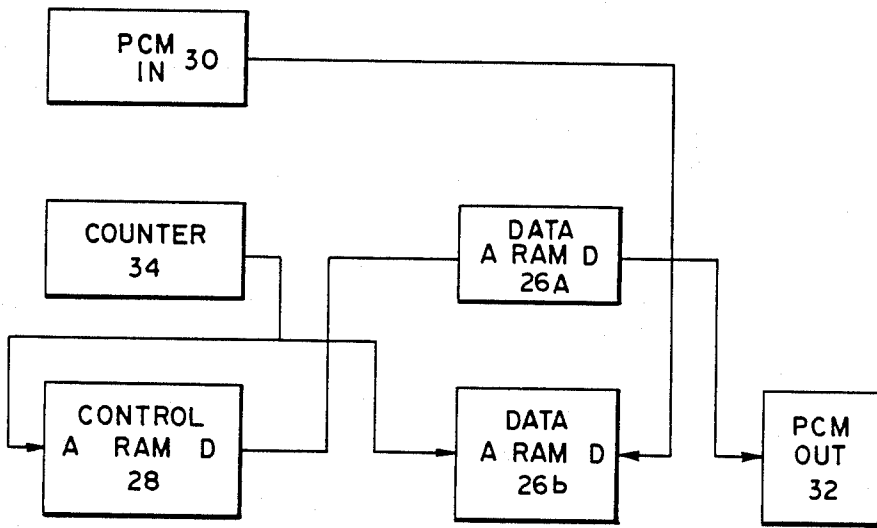 PCM
IN 30
COUNTER
34
DATA
A RAM D
26A
CONTROL
A RAM D
28
DATA
A RAM D
26b
PCM
OUT
32